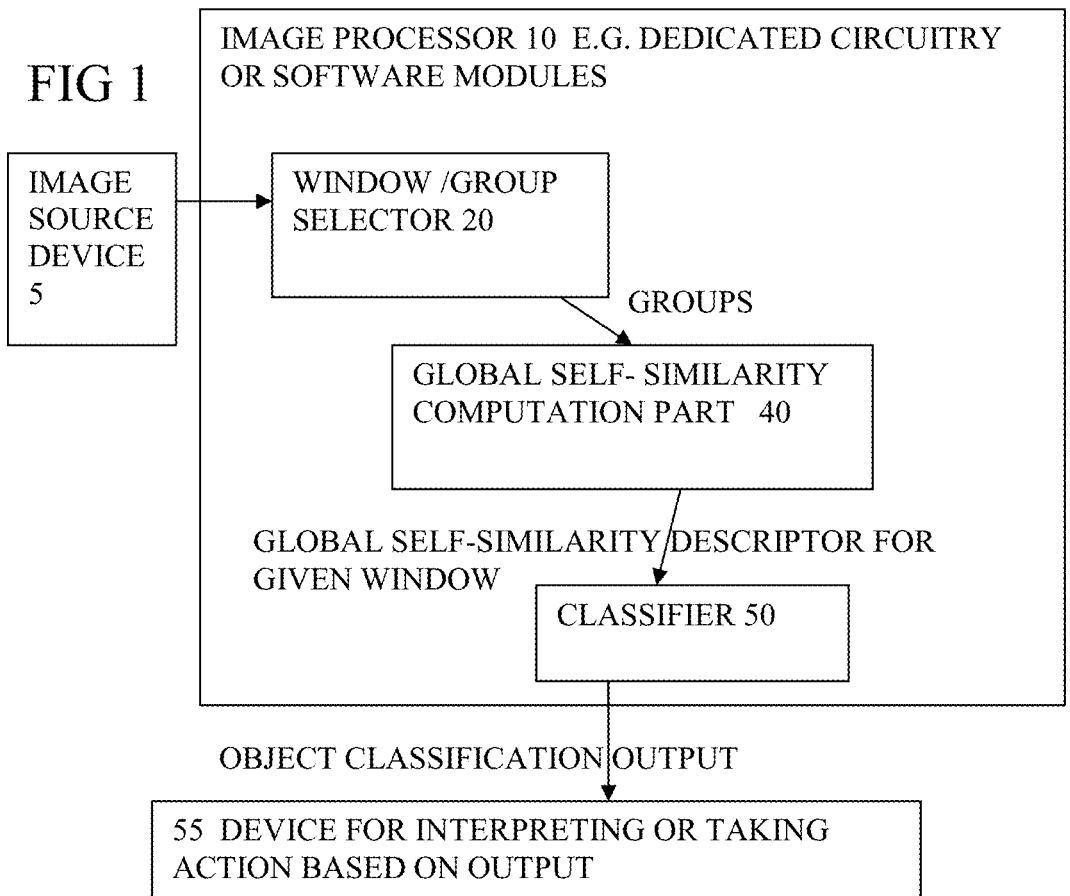 FIG 1
IMAGE PROCESSOR 10 E.G. DEDICATED CIRCUITRY
OR SOFTWARE MODULES
IMAGE
SOURCE
DEVICE
5
WINDOW /GROUP
SELECTOR 20
GROUPS
GLOBAL SELF- SIMILARITY
COMPUTATION PART 40
GLOBAL SELF-SIMILARITY DESCRIPTOR FOR
GIVEN WINDOW
CLASSIFIER 50
OBJECT CLASSIFICATION OUTPUT
55 DEVICE FOR INTERPRETING OR TAKING
ACTION BASED ON OUTPUT